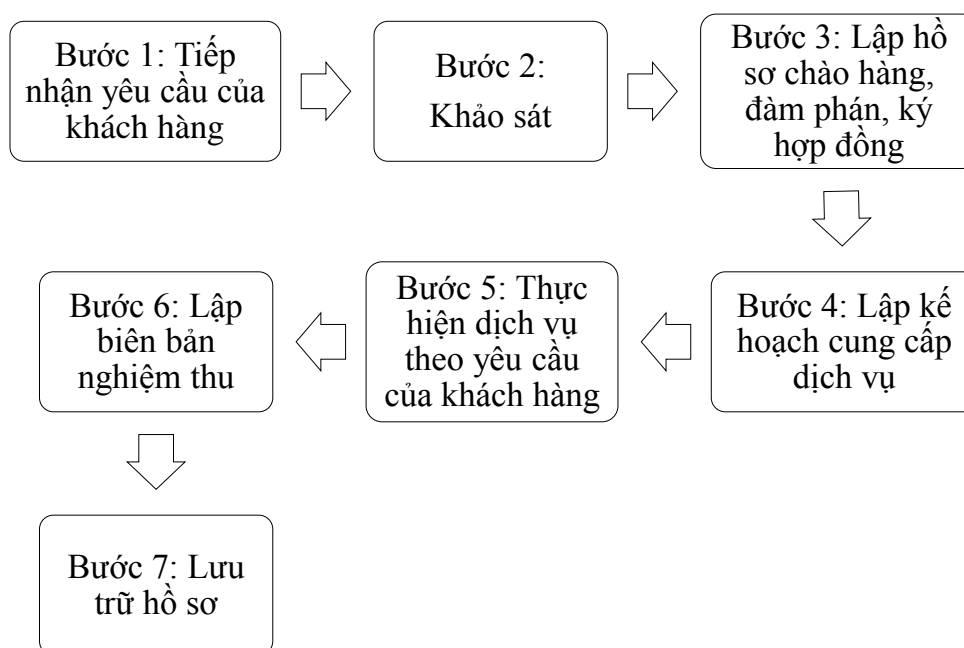 Bước 1: Tiếp
nhận yêu cầu của
khách hàng
Bước 2:
Khảo sát
Bước 3: Lập hồ
sơ chào hàng,
đàm phán, ký
hợp đồng
Bước 4: Lập kế
hoạch cung cấp
dịch vụ
Bước 5: Thực
hiện dịch vụ
theo yêu cầu
của khách hàng
Bước 6: Lập
biên bản
nghiệm thu
Bước 7: Lưu
trữ hồ sơ